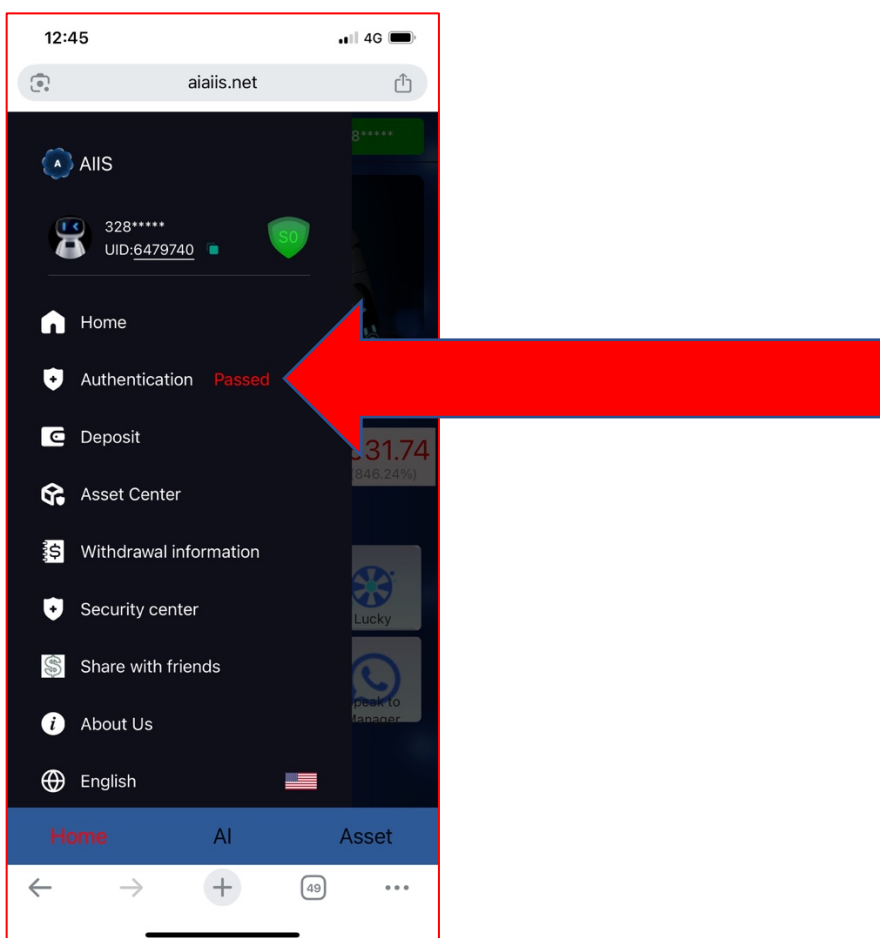 12:45
4G
aiaiis.net
8*****
AIIS
328*****
UID:6479740
S0
Home
Authentication Passed
Deposit
31.74
(846.24%)
Asset Center
Withdrawal information
Security center
Lucky
Share with friends
Manager
About Us
English
Home AI Asset
49